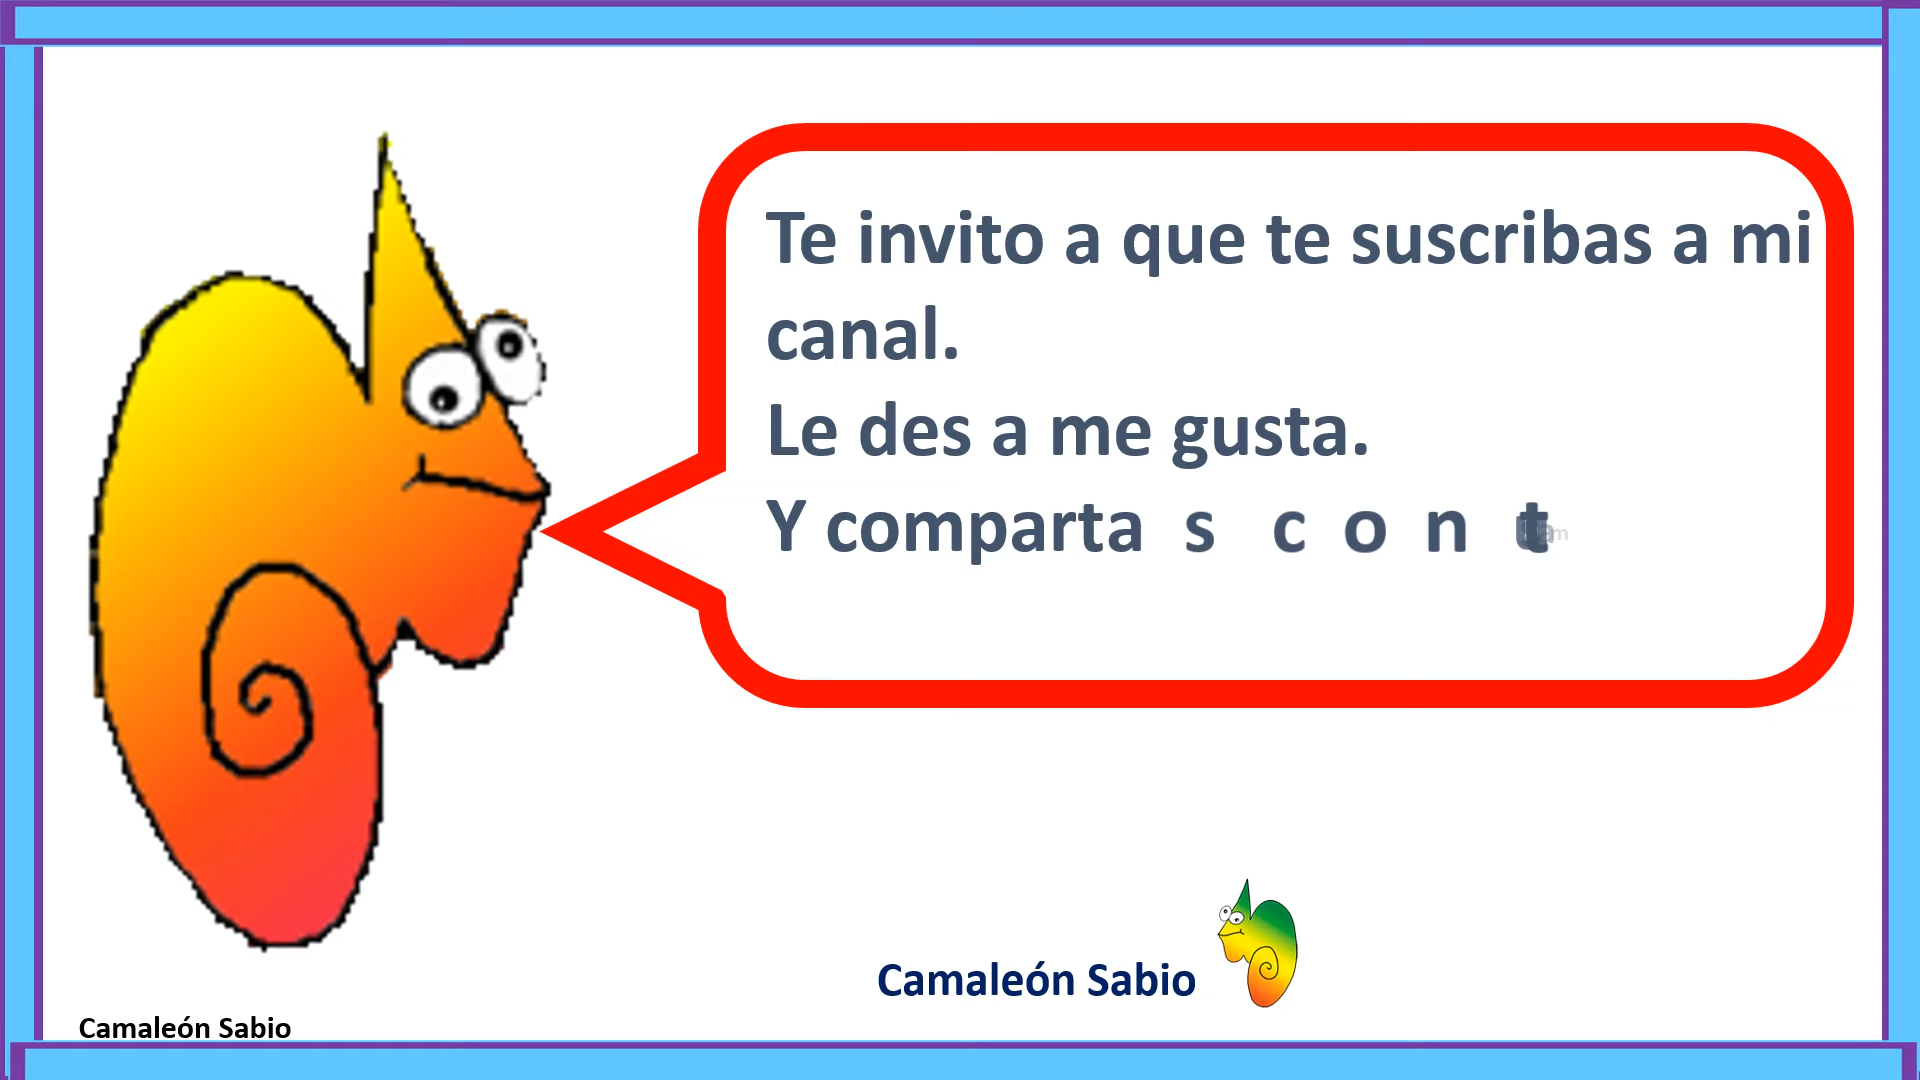 Te invito a que te suscribas a mi
canal.
Le des a me gusta.
Y comparta s c o n t
Camaleón Sabio
Camaleón Sabio